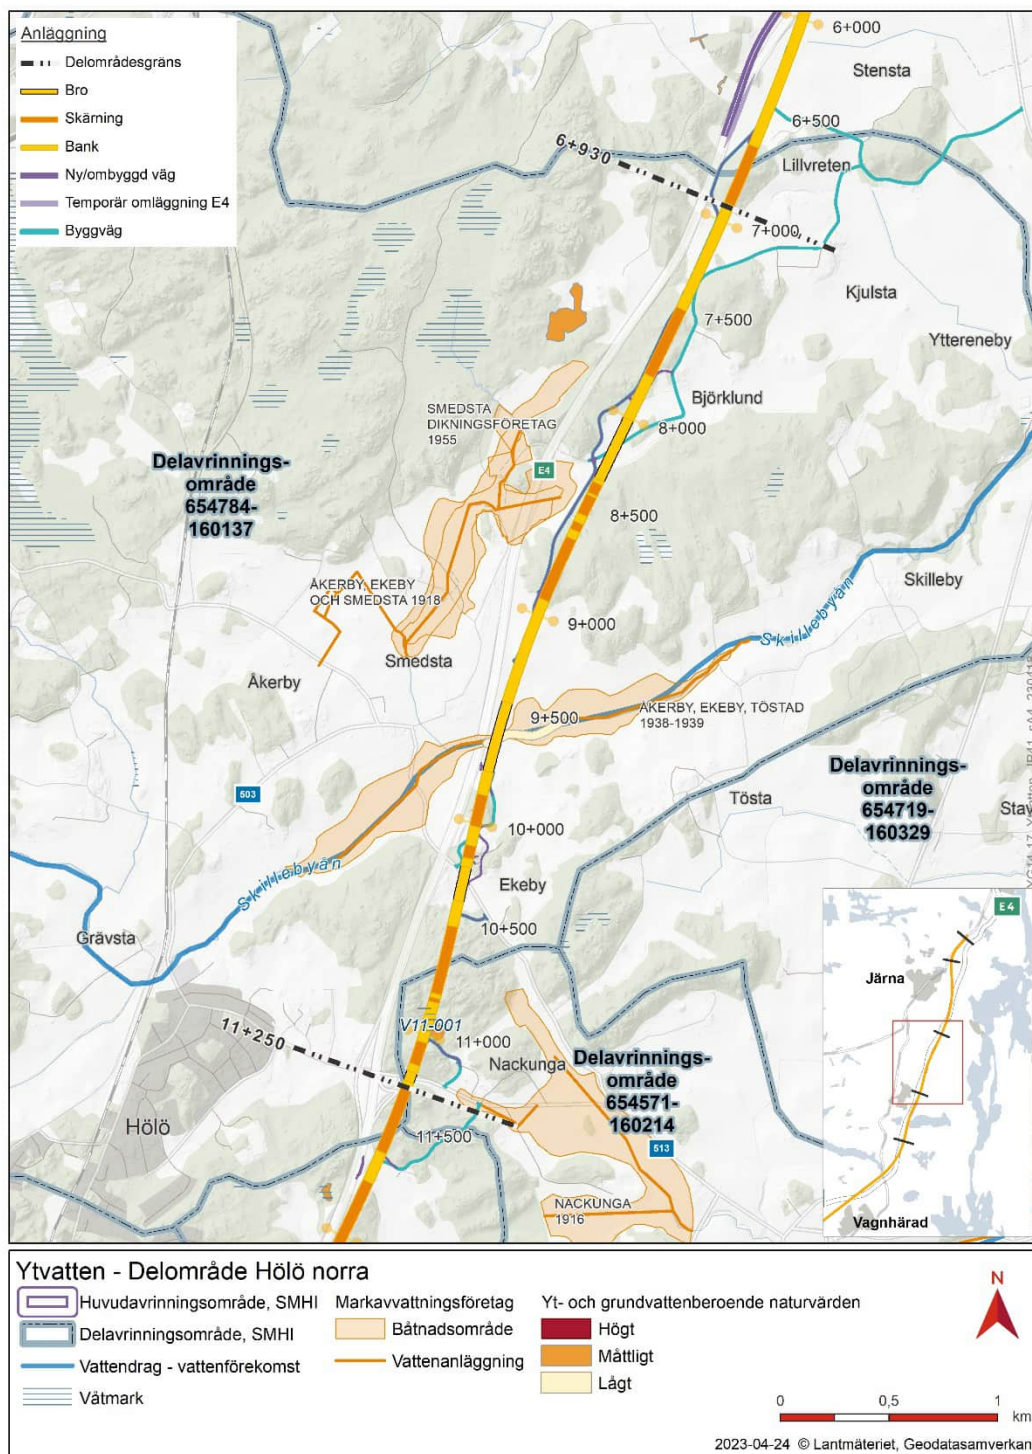 Anläggning
Delområdesgräns
Bro
Skärning
Bank
Ny/ombyggd väg
Temporär omläggning E4
Byggväg
6+000
Stensta
6+500
6+930
Lillvreten
7+000
Kjulsta
7+500
Yttereneby
Björklund
SMEDSTA
DIKNINGSFÖRETAG
1955
8+000
Delavrinnings-
område
654784-
160137
E4
8+500
Skilleby
ÅKERBY, EKEBY
OCH SMEDSTA 1918
9+000
Skillebyån
Smedsta
Åkerby
9+500
ÅKERBY, EKEBY, TÖSTAD
1938-1939
503
Tösta
Delavrinnings-
område
654719-
160329
Stav
10+000
Skillebyån
Ekeby
10+500
Grävsta
E4
Järna
V11-001
11+000
11+250
Nackunga
Delavrinnings-
område
654571-
160214
Hölö
11+500
513
NACKUNGA
1916
Vagnhärad
Ytvatten - Delområde Hölö norra
Huvudavrinningsområde, SMHI
Delavrinningsområde, SMHI
Vattendrag - vattenförekomst
Våtmark
Markavvattningsföretag
Båtnadsområde
Vattenanläggning
Yt- och grundvattenberoende naturvärden
Högt
Måttligt
Lågt
N
0 0,5 1
km
2023-04-24 © Lantmäteriet, Geodatasamverkan